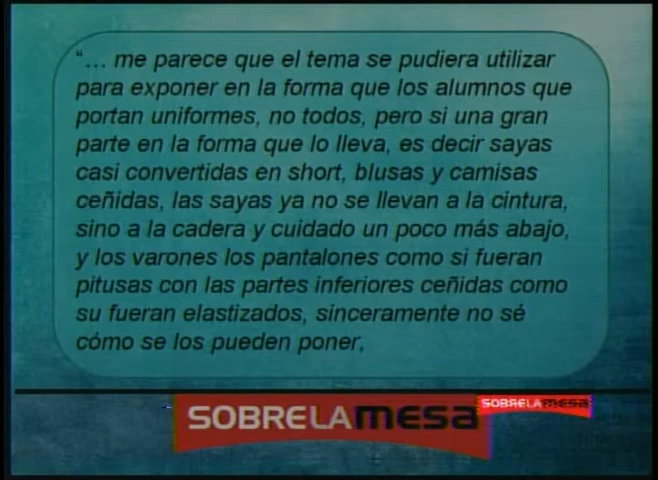 “... me parece que el tema se pudiera utilizar
para exponer en la forma que los alumnos que
portan uniformes, no todos, pero si una gran
parte en la forma que lo lleva, es decir sayas
casi convertidas en short, blusas y camisas
ceñidas, las sayas ya no se llevan a la cintura,
sino a la cadera y cuidado un poco más abajo,
y los varones los pantalones como si fueran
pitusas con las partes inferiores ceñidas como
su fueran elastizados, sinceramente no sé
cómo se los pueden poner,
SOBRELAMESA
SOBRELAMESA